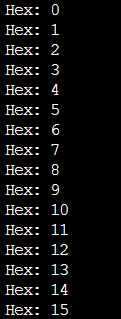 Hex: 0
Hex: 1
Hex: 2
Hex: 3
Hex: 4
Hex: 5
Hex: 6
Hex: 7
Hex: 8
Hex: 9
Hex: 10
Hex: 11
Hex: 12
Hex: 13
Hex: 14
Hex: 15